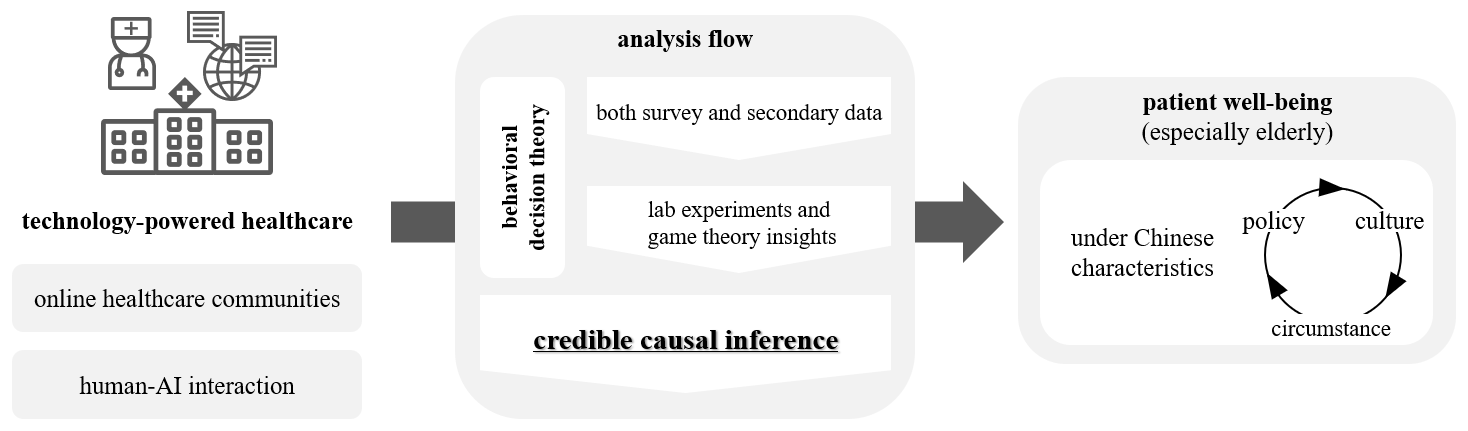 technology-powered healthcare
online healthcare communities
human-AI interaction
analysis flow
behavioral
decision theory
both survey and secondary data
lab experiments and
game theory insights
credible causal inference
patient well-being
(especially elderly)
under Chinese
characteristics
policy
culture
circumstance